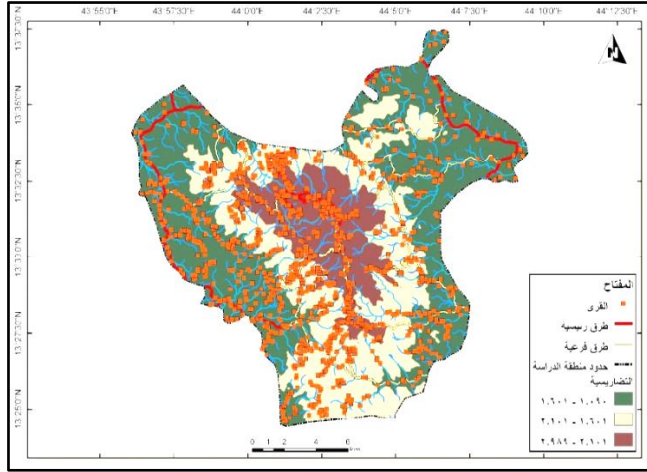 43°55'0"E 43°57'30"E 44°0'0"E 44°2'30"E 44°5'0"E 44°7'30"E 44°10'0"E 44°12'30"E
13°37'30"N
13°35'0"N
13°32'30"N
13°30'0"N
13°27'30"N
13°25'0"N
N
المفتاح
القرى
طرق رئيسيه
طرق فرعية
حدود منطقة الدراسة
التضاريسية
١.٠٩٠ - ١.٦٠١
١.٦٠١ - ٢.١٠١
٢.١٠١ - ٢.٩٨٩
0 1 2 4 6